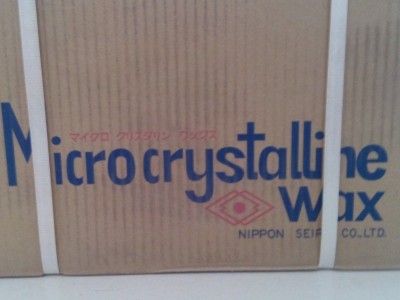 マイクロ クリスタリン ワックス
Microcrystalline
Wax
NIPPON SEIRO CO.,LTD.